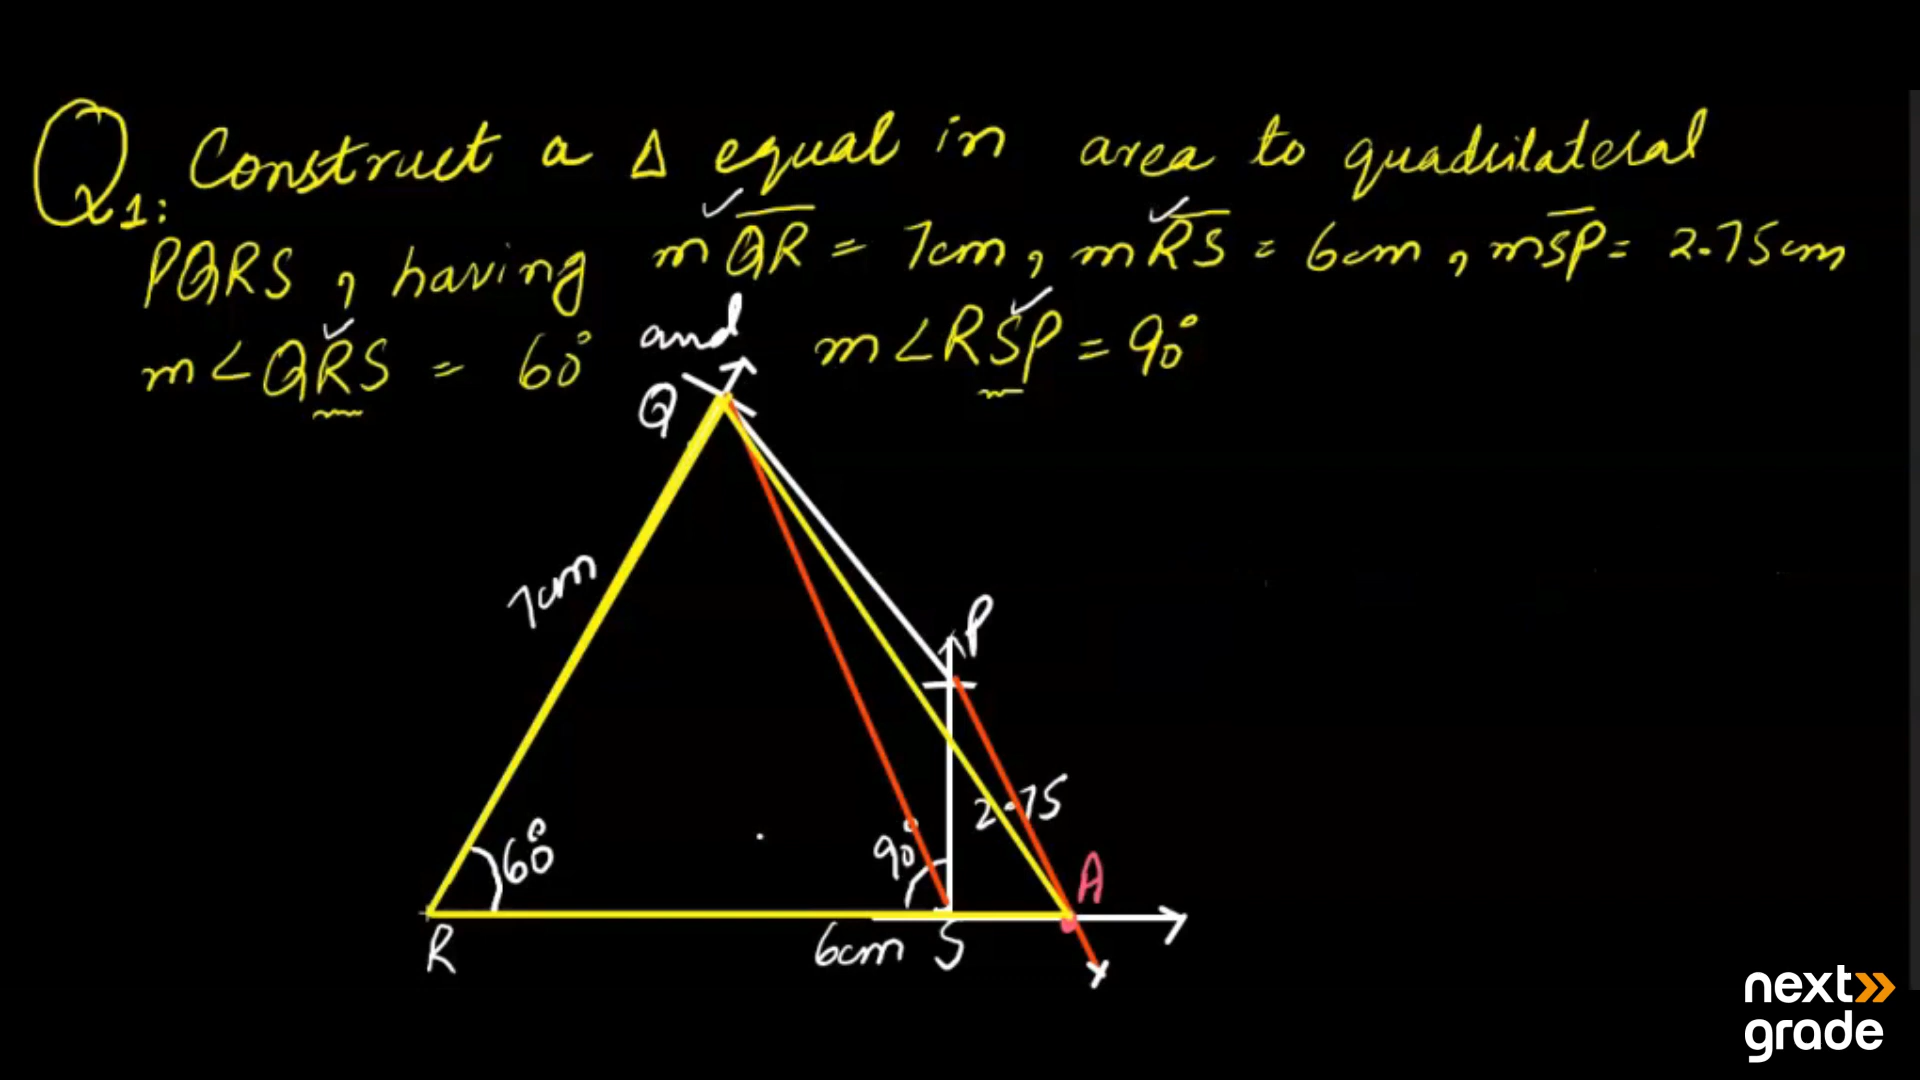 Q1: Construct a Δ equal in area to quadrilateral
PQRS, having mQR = 7cm, mRS = 6cm, mSP = 2.75cm
m∠QRS = 60° and m∠RSP = 90°
Q
7cm
P
2.75
60°
90°
A
R
6cm S
next
grade